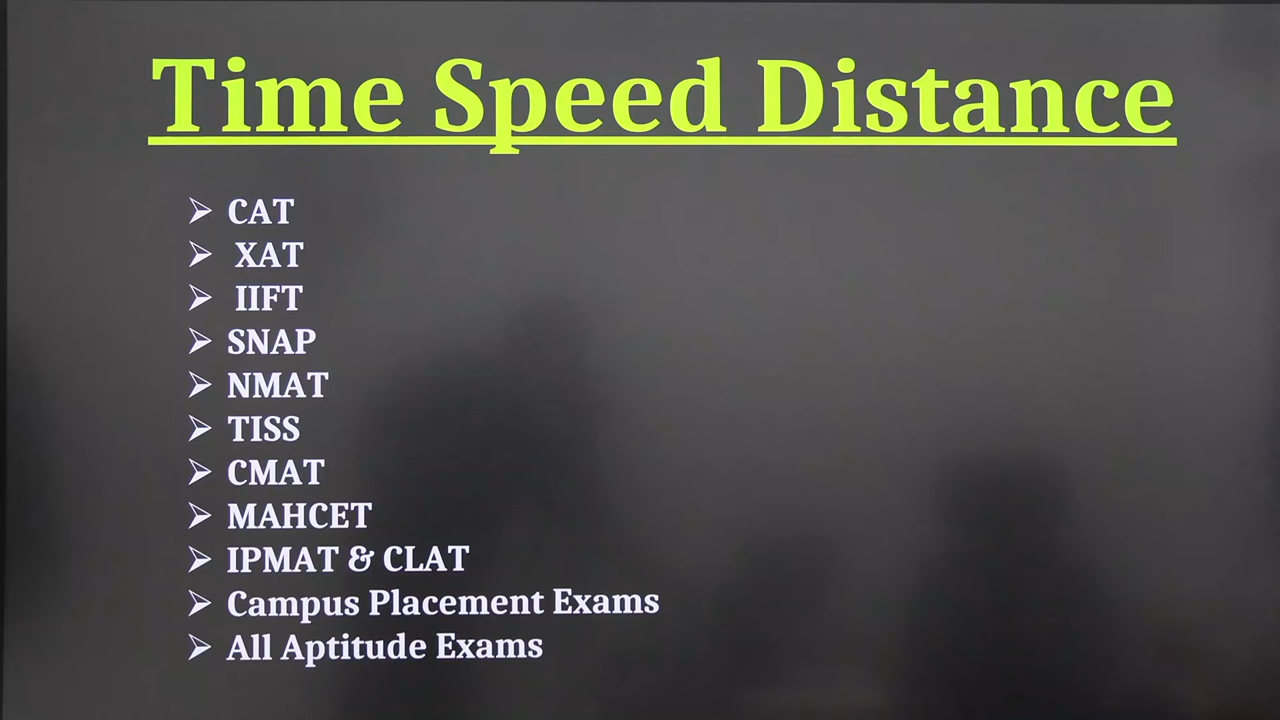 Time Speed Distance
➢ CAT
➢ XAT
➢ IIFT
➢ SNAP
➢ NMAT
➢ TISS
➢ CMAT
➢ MAHCET
➢ IPMAT & CLAT
➢ Campus Placement Exams
➢ All Aptitude Exams